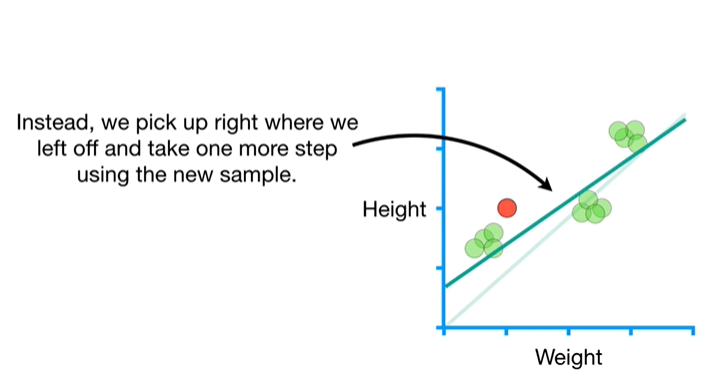 Instead, we pick up right where we
left off and take one more step
using the new sample.
Height
Weight